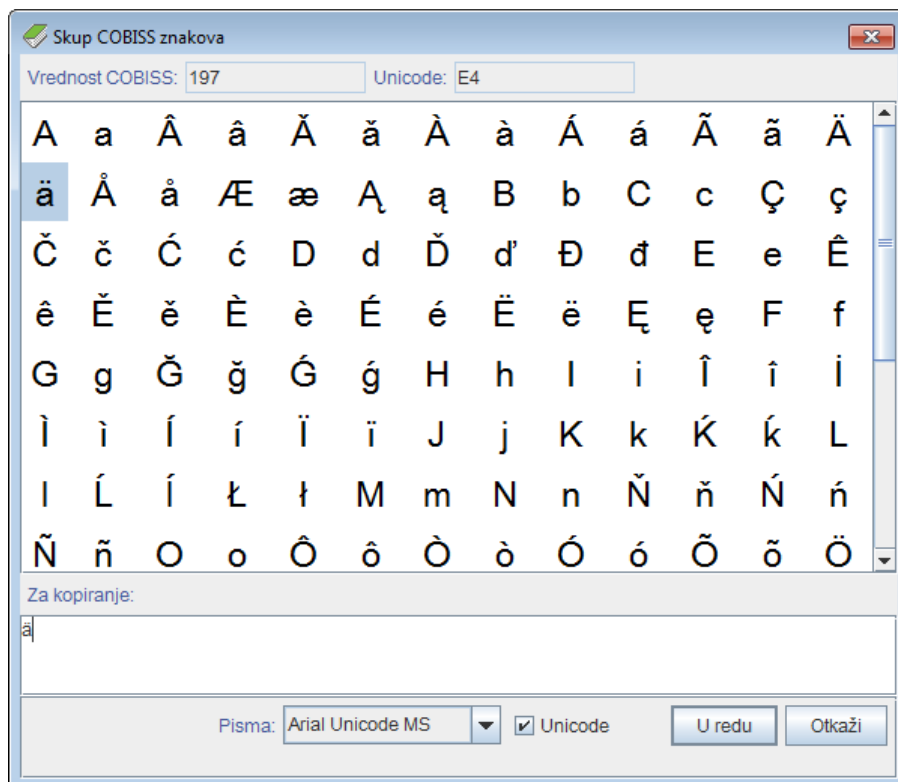 Skup COBISS znakova
Vrednost COBISS: 197 Unicode: E4
A a Â â Ǎ ǎ À à Á á Ã ã Ä
ä Å å Æ æ Ą ą B b C c Ç ç
Č č Ć ć D d Ď ď Đ đ E e Ê
ê Ě ě È è É é Ë ë Ę ę F f
G g Ğ ğ Ǵ ǵ H h I i Î î İ
Ì ì Í í Ï ï J j K k Ḱ ḱ L
l Ĺ ĺ Ł ł M m N n Ň ň Ń ń
Ñ ñ O o Ô ô Ò ò Ó ó Õ õ Ö
Za kopiranje:
ä
Pisma: Arial Unicode MS Unicode U redu Otkaži